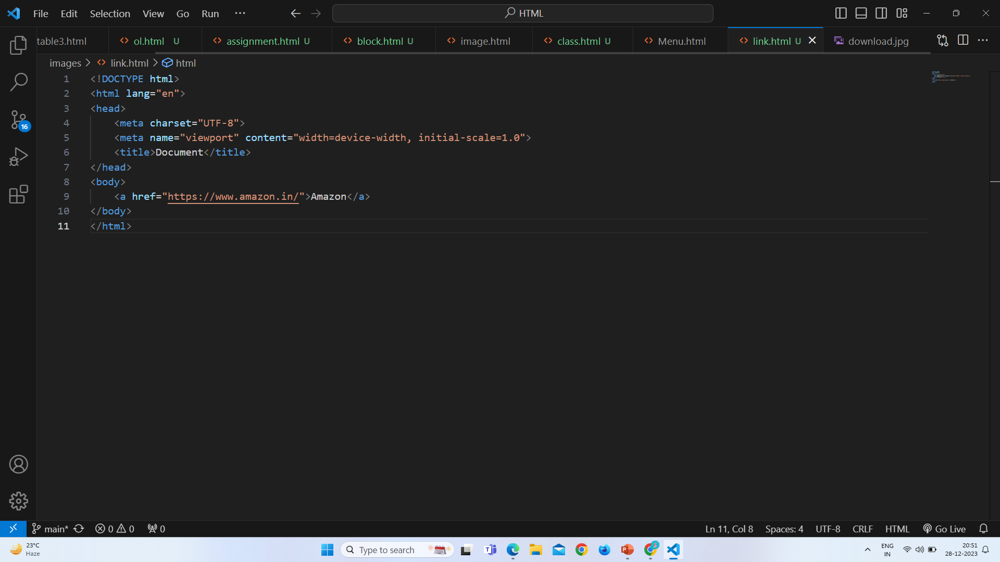 File Edit Selection View Go Run ··· HTML
table3.html ol.html U assignment.html U block.html U image.html class.html U Menu.html link.html U download.jpg
images > link.html > html
1 <!DOCTYPE html>
2 <html lang="en">
3 <head>
4     <meta charset="UTF-8">
5     <meta name="viewport" content="width=device-width, initial-scale=1.0">
6     <title>Document</title>
7 </head>
8 <body>
9     <a href="https://www.amazon.in/">Amazon</a>
10 </body>
11 </html>
16
main* 0 0 0 Ln 11, Col 8 Spaces: 4 UTF-8 CRLF HTML Go Live
23°C
Haze
Type to search
ENG
IN
20:51
28-12-2023